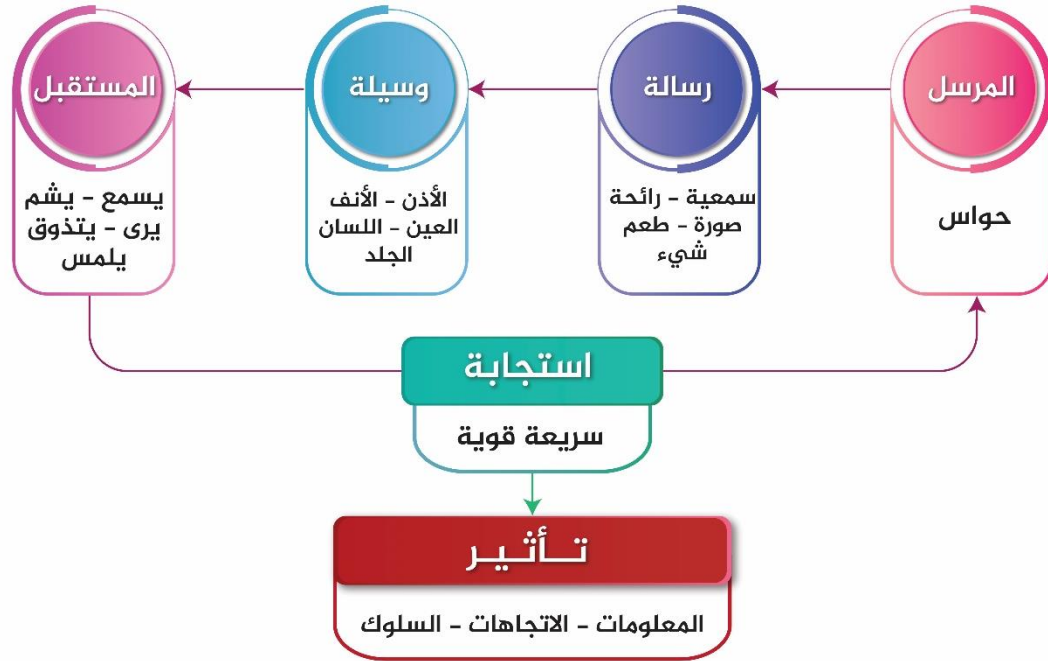 المرسل
حواس
رسالة
سمعية - رائحة
صورة - طعم
شيء
وسيلة
الأذن - الأنف
العين - اللسان
الجلد
المستقبل
يسمع - يشم
يرى - يتذوق
يلمس
استجابة
سريعة قوية
تــأثــيــر
المعلومات - الاتجاهات - السلوك